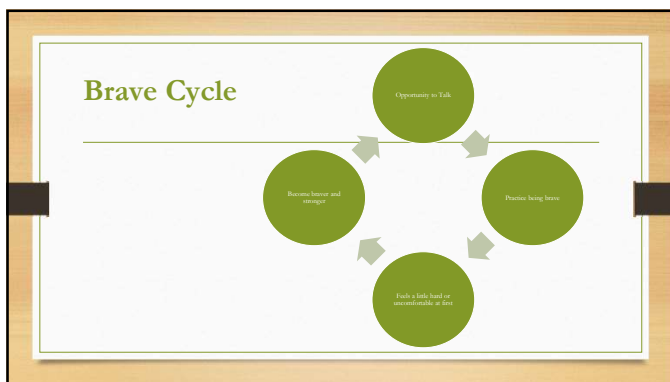 Brave Cycle
Opportunity to Talk
Practice being brave
Feels a little hard or
uncomfortable at first
Become braver and
stronger